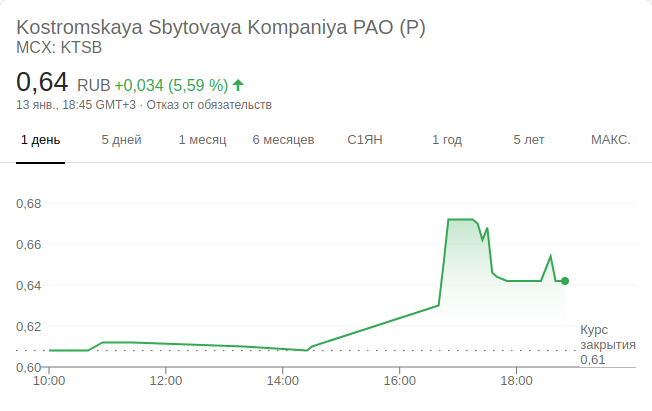 Kostromskaya Sbytovaya Kompaniya PAO (P)
MCX: KTSB
0,64 RUB +0,034 (5,59 %)
13 янв., 18:45 GMT+3 · Отказ от обязательств
1 день 5 дней 1 месяц 6 месяцев С1ЯН 1 год 5 лет МАКС.
0,68
0,66
0,64
0,62
0,60
Курс
закрытия
0,61
10:00 12:00 14:00 16:00 18:00